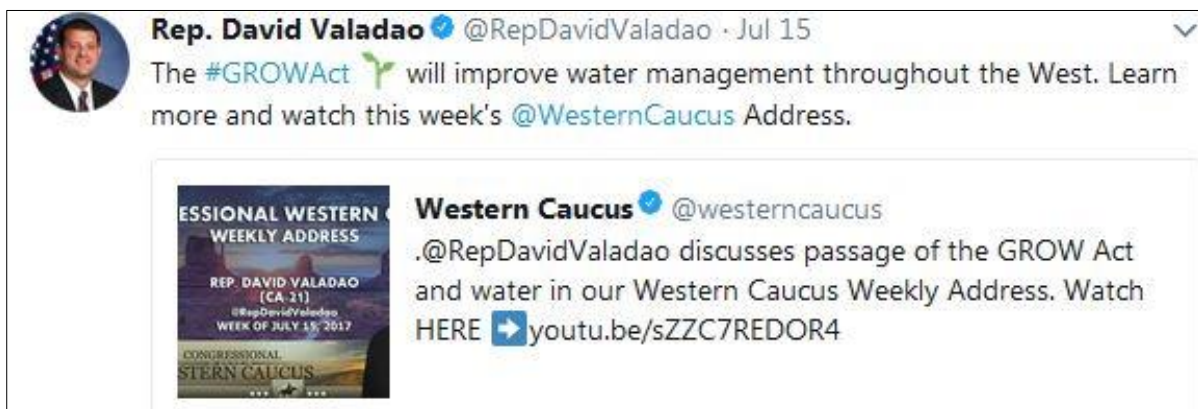 Rep. David Valadao @RepDavidValadao · Jul 15
The #GROWAct 🌱 will improve water management throughout the West. Learn
more and watch this week's @WesternCaucus Address.
ESSIONAL WESTERN C
WEEKLY ADDRESS
REP. DAVID VALADAO
(CA-21)
@RepDavidValadao
WEEK OF JULY 15, 2017
CONGRESSIONAL
STERN CAUCUS
Western Caucus @westerncaucus
.@RepDavidValadao discusses passage of the GROW Act
and water in our Western Caucus Weekly Address. Watch
HERE ➡youtu.be/sZZC7REDOR4